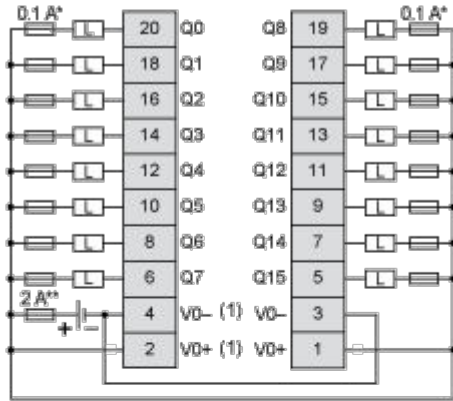 0.1 A* 0.1 A*
L 20 Q0 Q8 19 L
L 18 Q1 Q9 17 L
L 16 Q2 Q10 15 L
L 14 Q3 Q11 13 L
L 12 Q4 Q12 11 L
L 10 Q5 Q13 9 L
L 8 Q6 Q14 7 L
L 6 Q7 Q15 5 L
2 A** + − 4 V0− (1) V0− 3
2 V0+ (1) V0+ 1